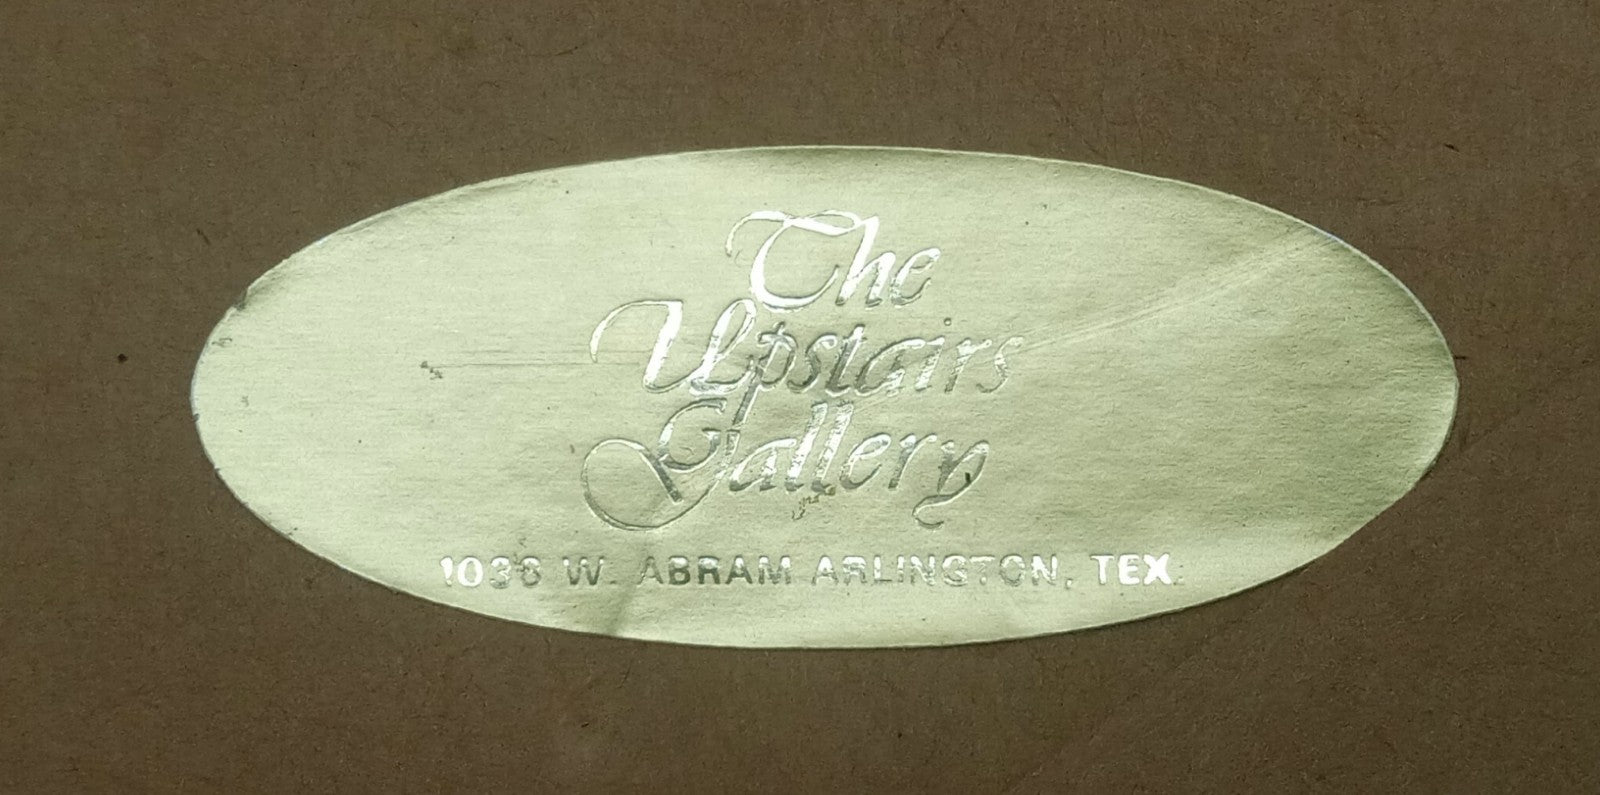 The
Upstairs
Gallery
1038 W. ABRAM ARLINGTON, TEX.